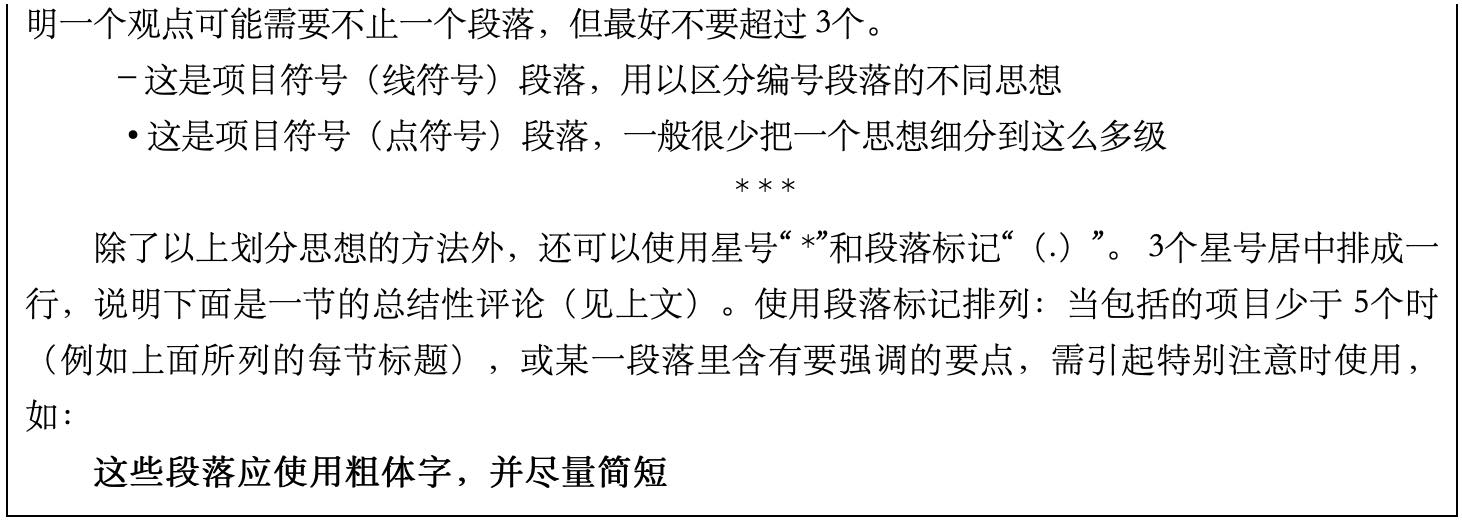 明一个观点可能需要不止一个段落，但最好不要超过 3个。
– 这是项目符号（线符号）段落，用以区分编号段落的不同思想
• 这是项目符号（点符号）段落，一般很少把一个思想细分到这么多级
* * *
除了以上划分思想的方法外，还可以使用星号“ *”和段落标记“（.）”。 3个星号居中排成一
行，说明下面是一节的总结性评论（见上文）。使用段落标记排列：当包括的项目少于 5个时
（例如上面所列的每节标题），或某一段落里含有要强调的要点，需引起特别注意时使用，
如：
这些段落应使用粗体字，并尽量简短